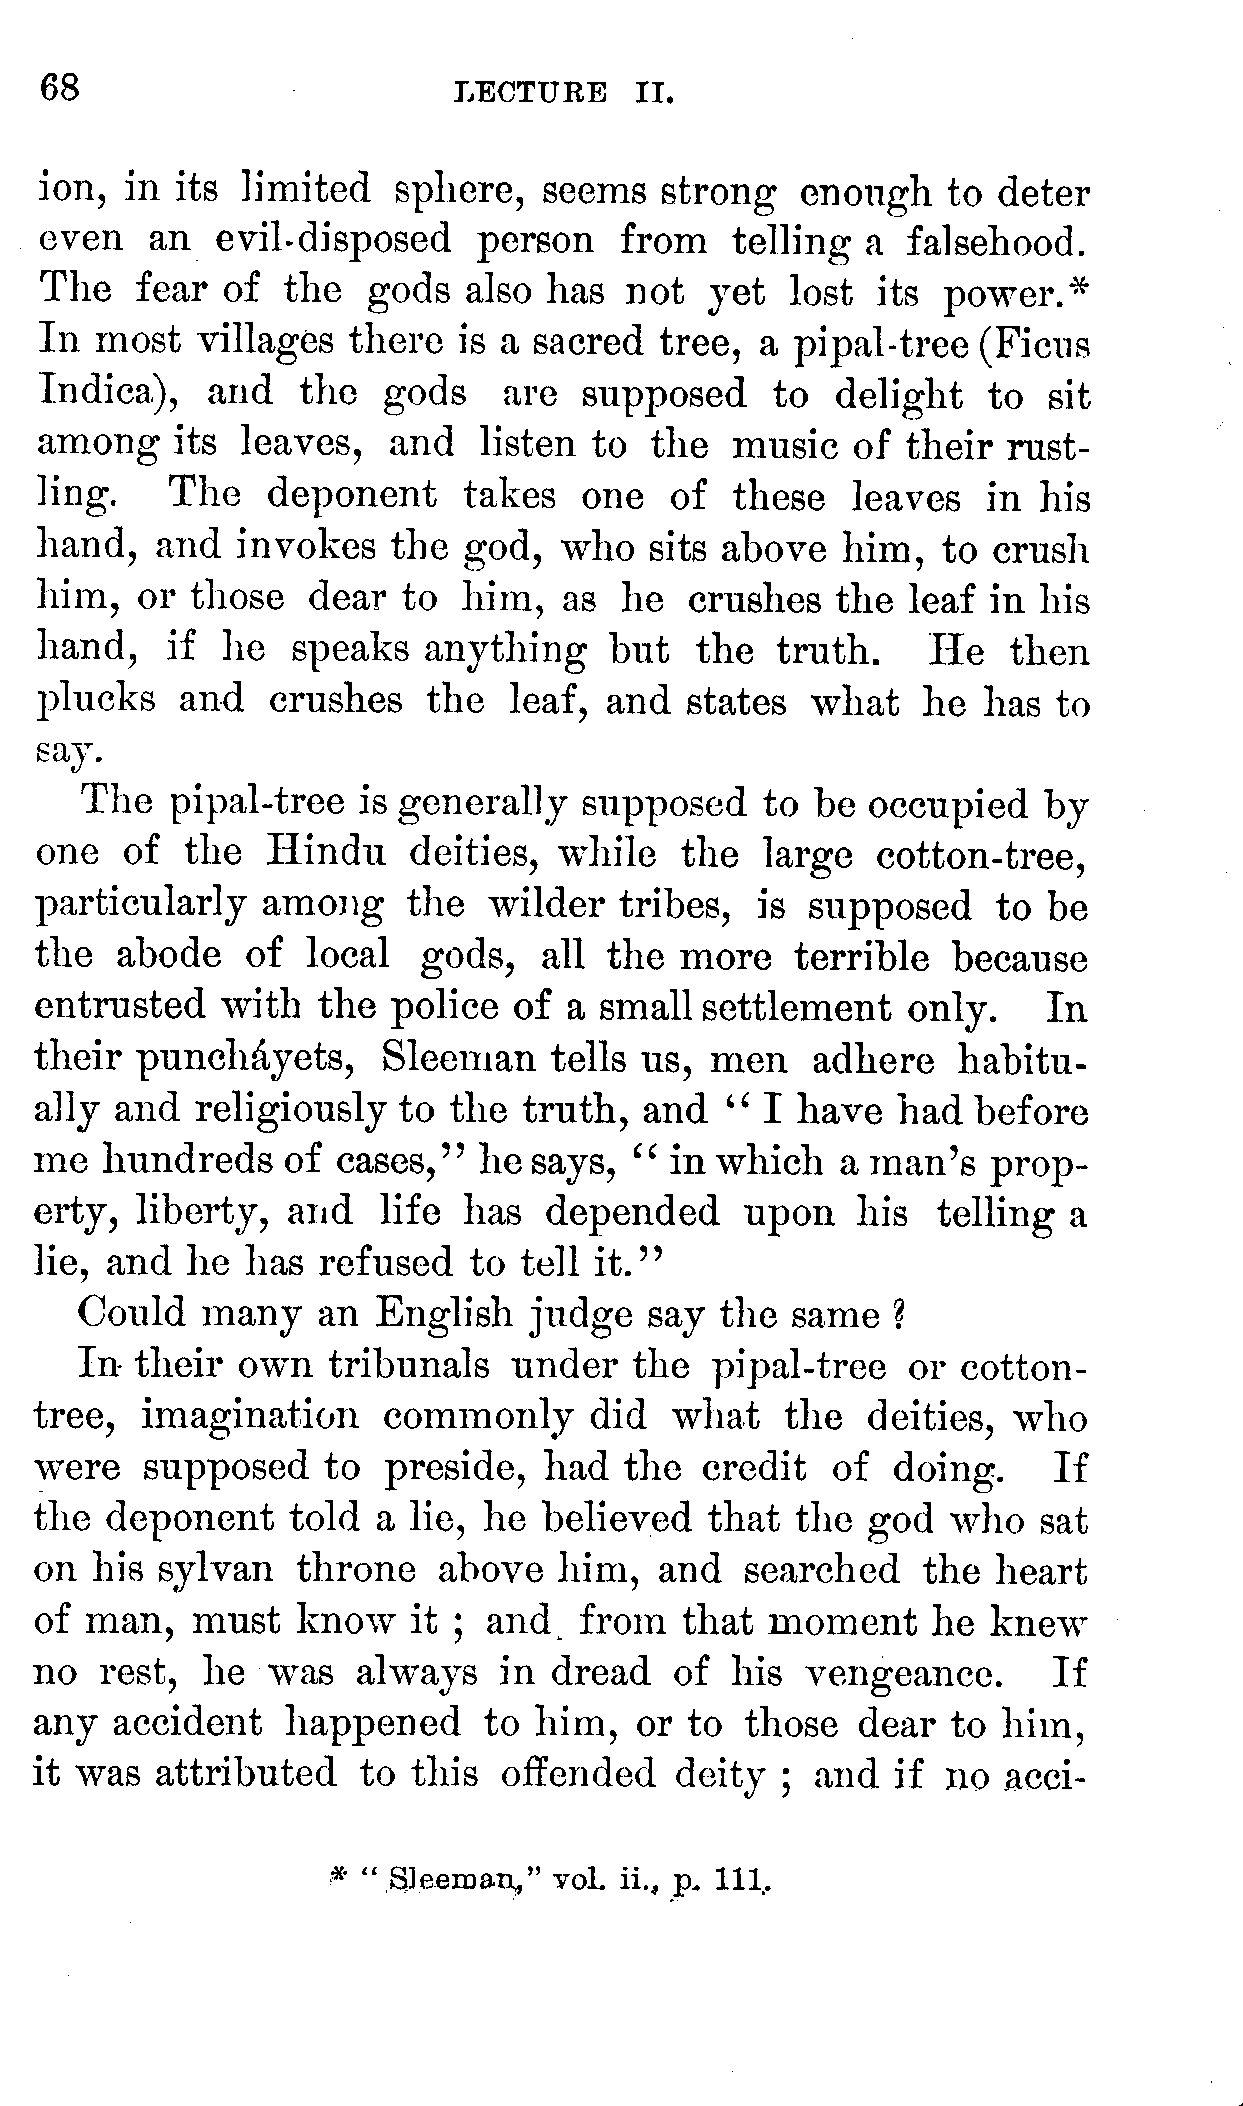 68 LECTURE II.
ion, in its limited sphere, seems strong enough to deter
even an evil-disposed person from telling a falsehood.
The fear of the gods also has not yet lost its power.*
In most villages there is a sacred tree, a pipal-tree (Ficus
Indica), and the gods are supposed to delight to sit
among its leaves, and listen to the music of their rust-
ling. The deponent takes one of these leaves in his
hand, and invokes the god, who sits above him, to crush
him, or those dear to him, as he crushes the leaf in his
hand, if he speaks anything but the truth. He then
plucks and crushes the leaf, and states what he has to
say.
The pipal-tree is generally supposed to be occupied by
one of the Hindu deities, while the large cotton-tree,
particularly among the wilder tribes, is supposed to be
the abode of local gods, all the more terrible because
entrusted with the police of a small settlement only. In
their puncháyets, Sleeman tells us, men adhere habitu-
ally and religiously to the truth, and “ I have had before
me hundreds of cases,” he says, “ in which a man’s prop-
erty, liberty, and life has depended upon his telling a
lie, and he has refused to tell it.”
Could many an English judge say the same ?
In their own tribunals under the pipal-tree or cotton-
tree, imagination commonly did what the deities, who
were supposed to preside, had the credit of doing. If
the deponent told a lie, he believed that the god who sat
on his sylvan throne above him, and searched the heart
of man, must know it ; and from that moment he knew
no rest, he was always in dread of his vengeance. If
any accident happened to him, or to those dear to him,
it was attributed to this offended deity ; and if no acci-
* “ Sleeman,” vol. ii., p. 111.